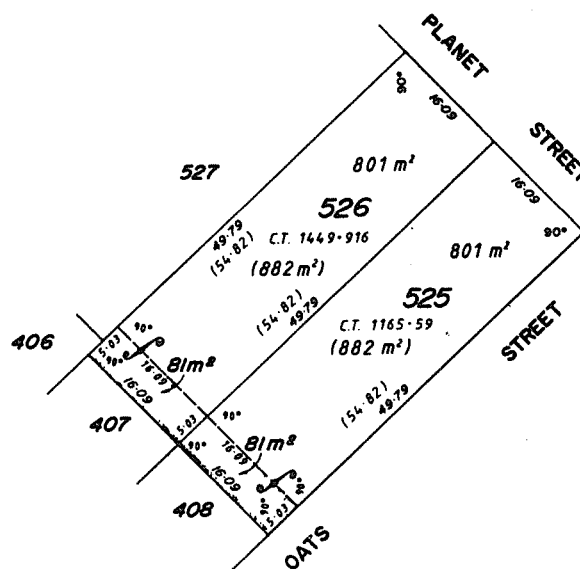 PLANET
STREET
90°
16·09
801 m²
527
526
C.T. 1449·916
(882 m²)
49·79
(54·82)
16·09
90°
801 m²
525
C.T. 1165·59
(882 m²)
(54·82)
49·79
(54·82)
49·79
STREET
OATS
406
5·03
90°
90°
16·09
81m²
16·09
407
5·03
90°
90°
16·09
81m²
16·09
90°
90°
5·03
408